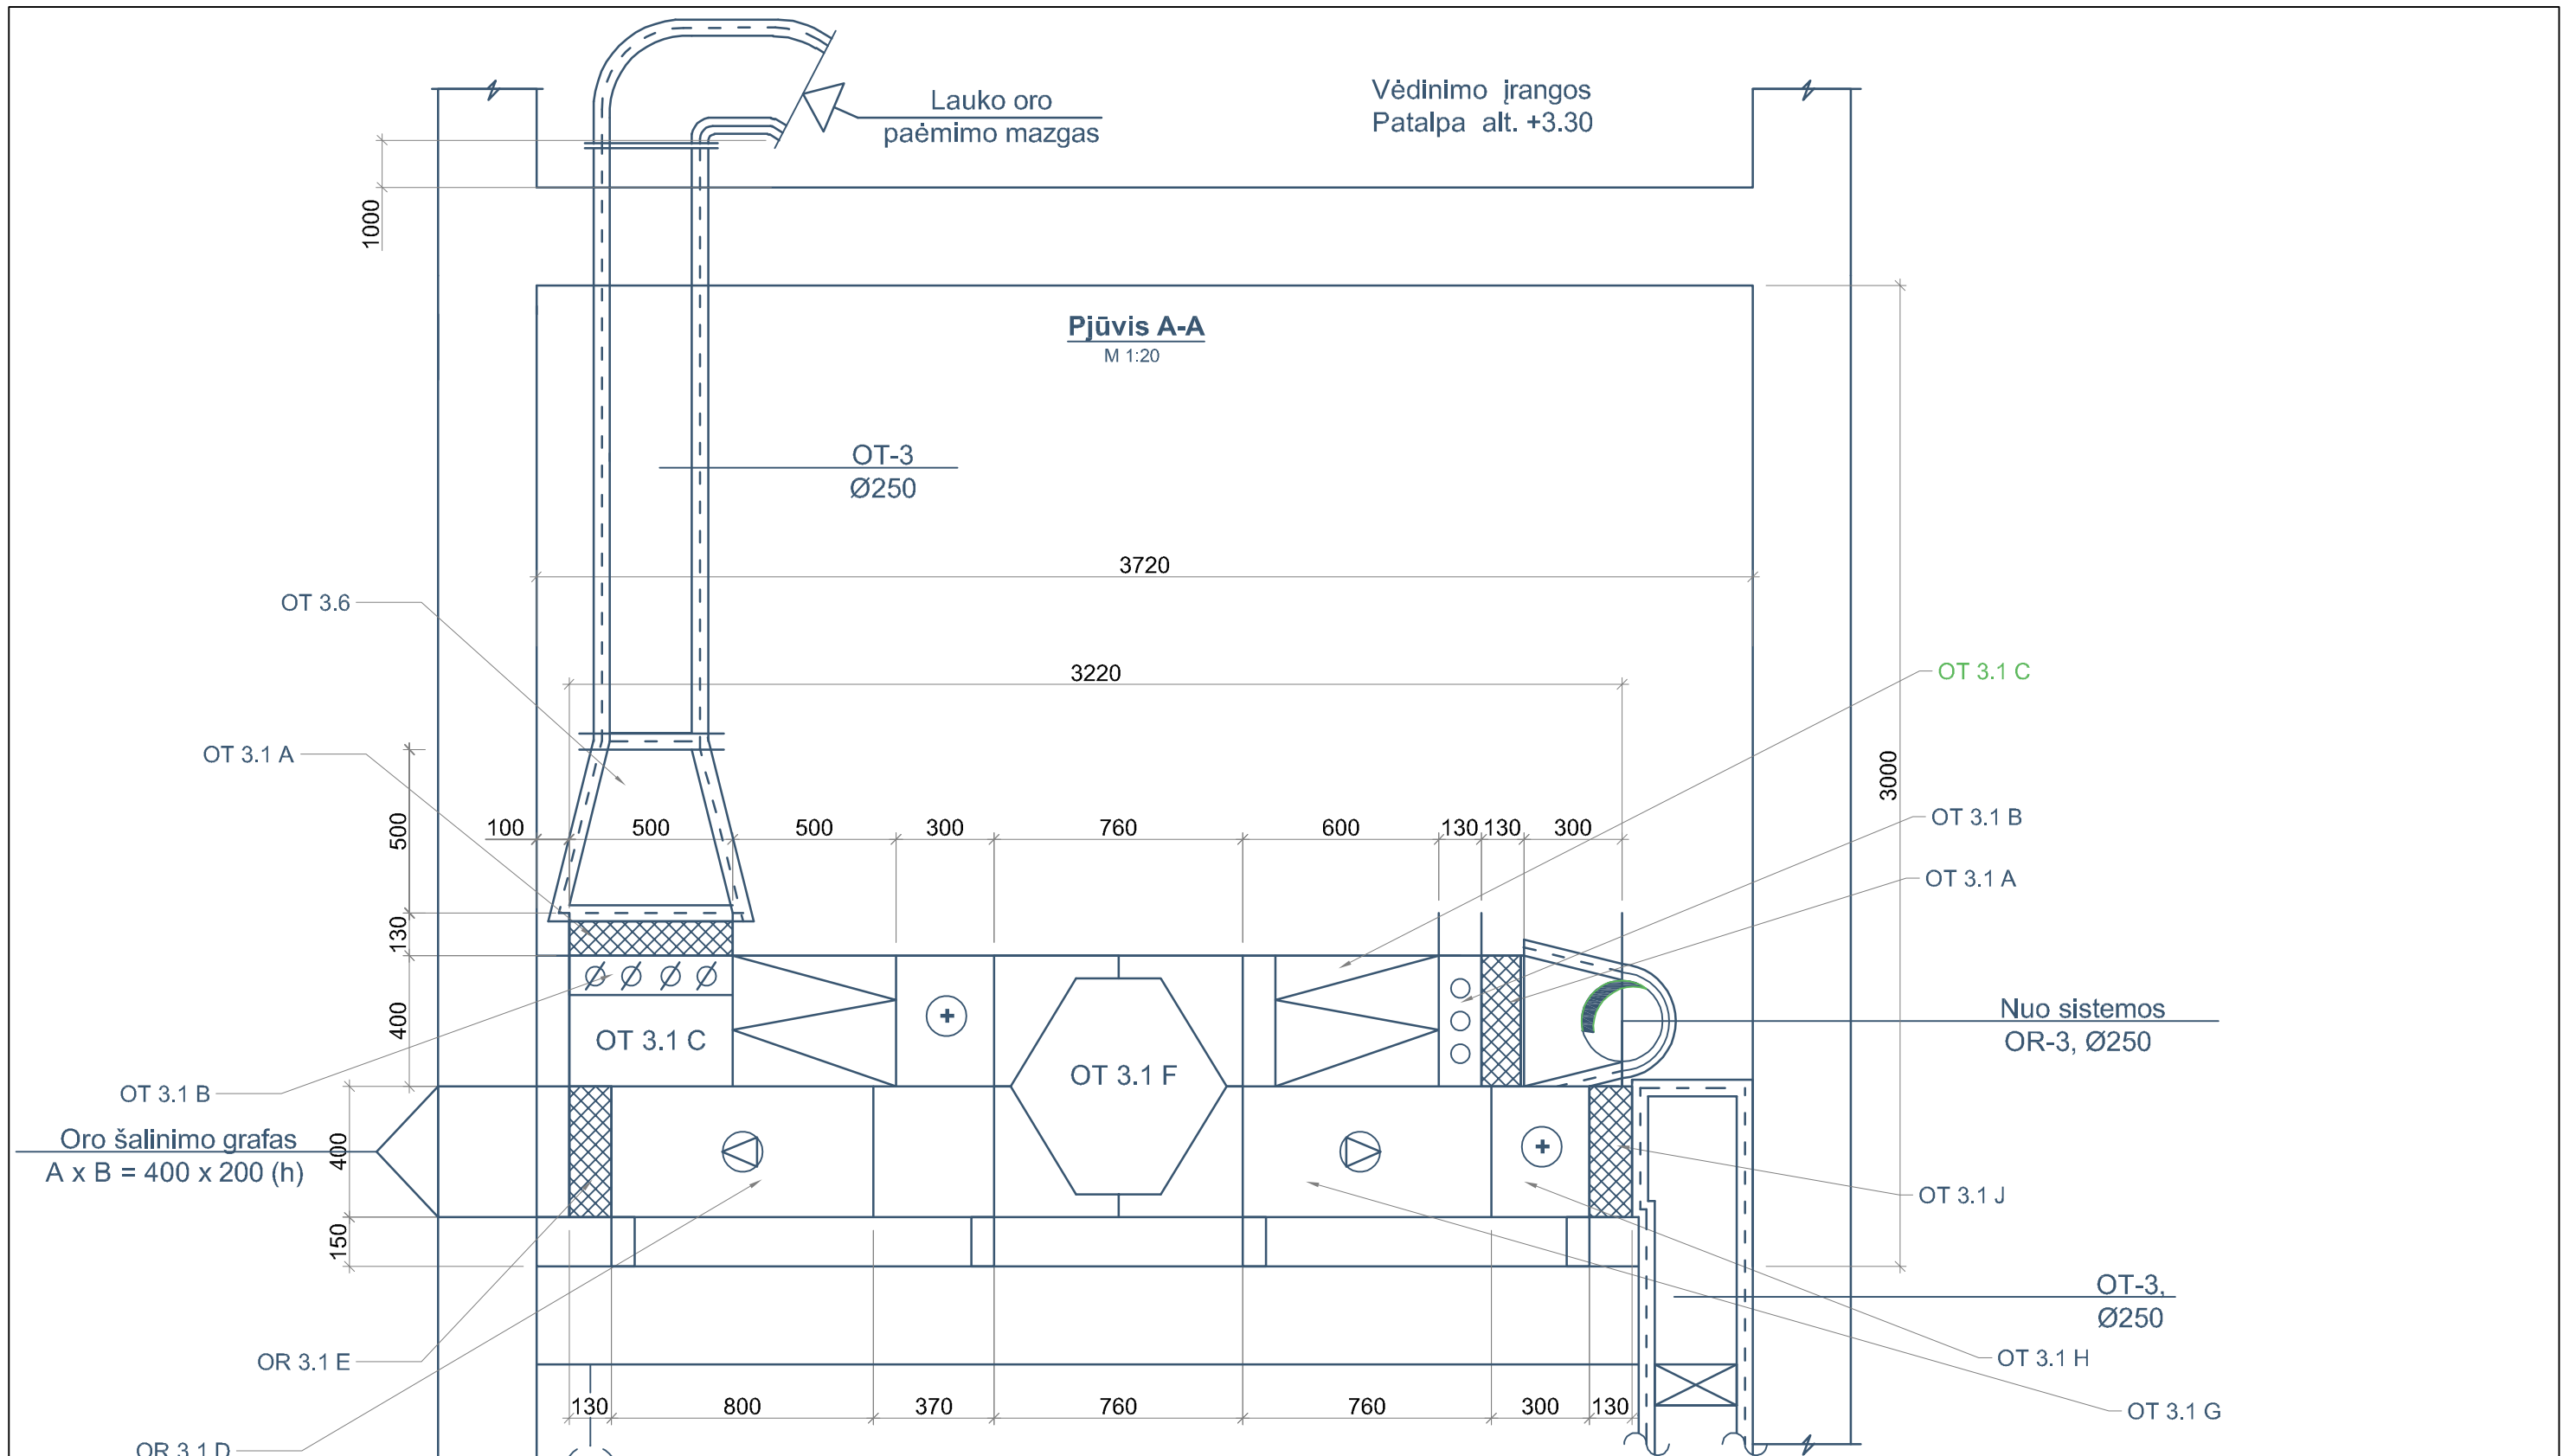 Lauko oro
paėmimo mazgas
Vėdinimo įrangos
Patalpa alt. +3.30
1000
Pjūvis A-A
M 1:20
OT-3
Ø250
3720
OT 3.6
3220
OT 3.1 C
OT 3.1 A
3000
500
100
500
500
300
760
600
130
130
300
OT 3.1 B
OT 3.1 A
130
400
OT 3.1 C
OT 3.1 F
Nuo sistemos
OR-3, Ø250
OT 3.1 B
Oro šalinimo grafas
A x B = 400 x 200 (h)
400
150
OT 3.1 J
OT-3,
Ø250
OR 3.1 E
OT 3.1 H
130
800
370
760
760
300
130
OT 3.1 G
OR 3.1 D